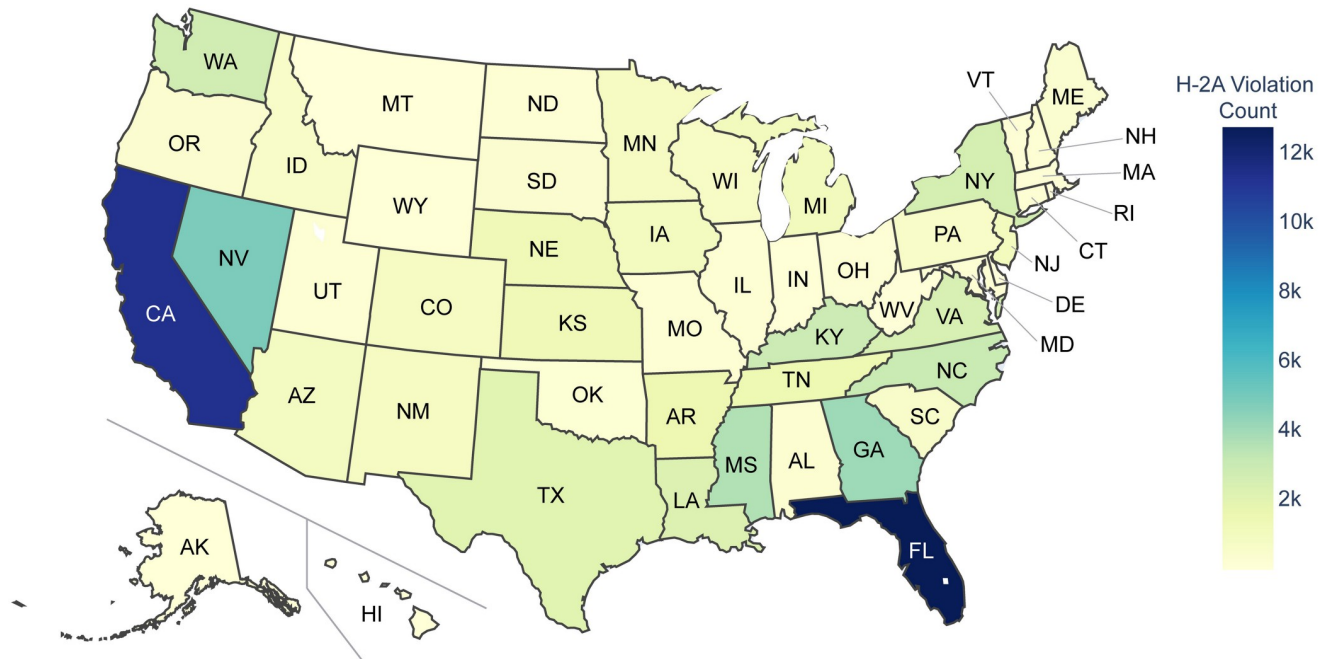 WA
MT
ND
MN
VT
ME
H-2A Violation
Count
OR
ID
SD
WI
MI
NY
NH
MA
RI
CT
WY
NE
IA
PA
NJ
DE
MD
NV
UT
CO
KS
MO
IL
IN
OH
WV
VA
KY
CA
AZ
NM
OK
AR
TN
NC
SC
TX
LA
MS
AL
GA
FL
AK
HI
12k
10k
8k
6k
4k
2k